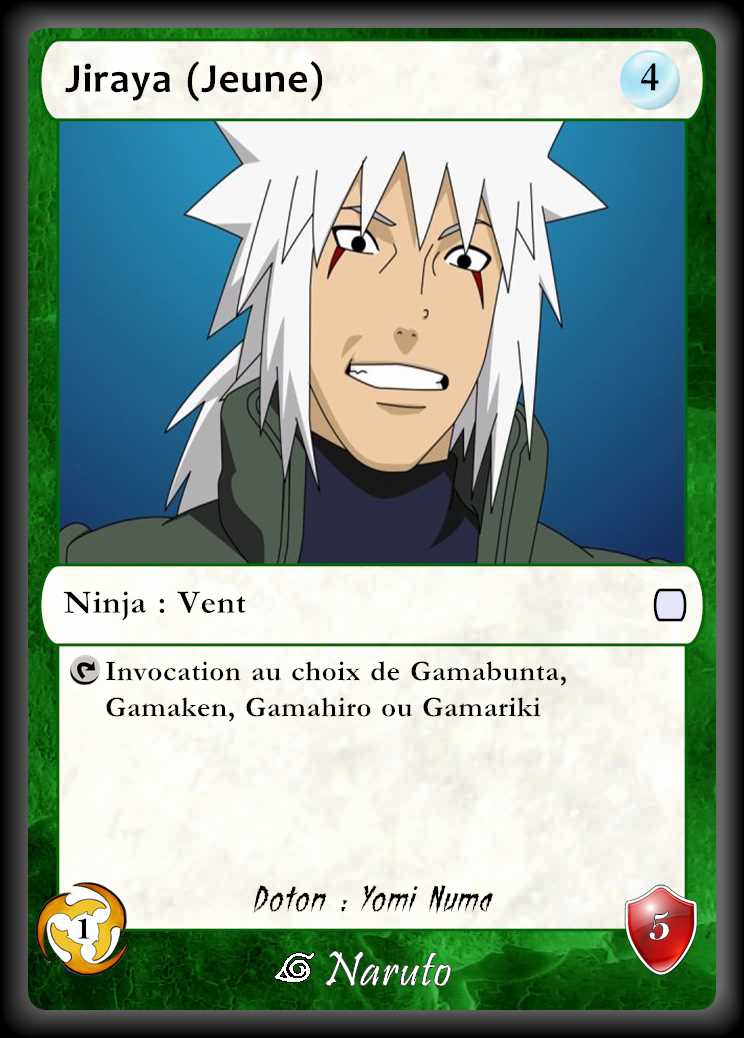 Jiraya (Jeune)
4
Ninja : Vent
Invocation au choix de Gamabunta,
Gamaken, Gamahiro ou Gamariki
Doton : Yomi Numa
1
5
Naruto